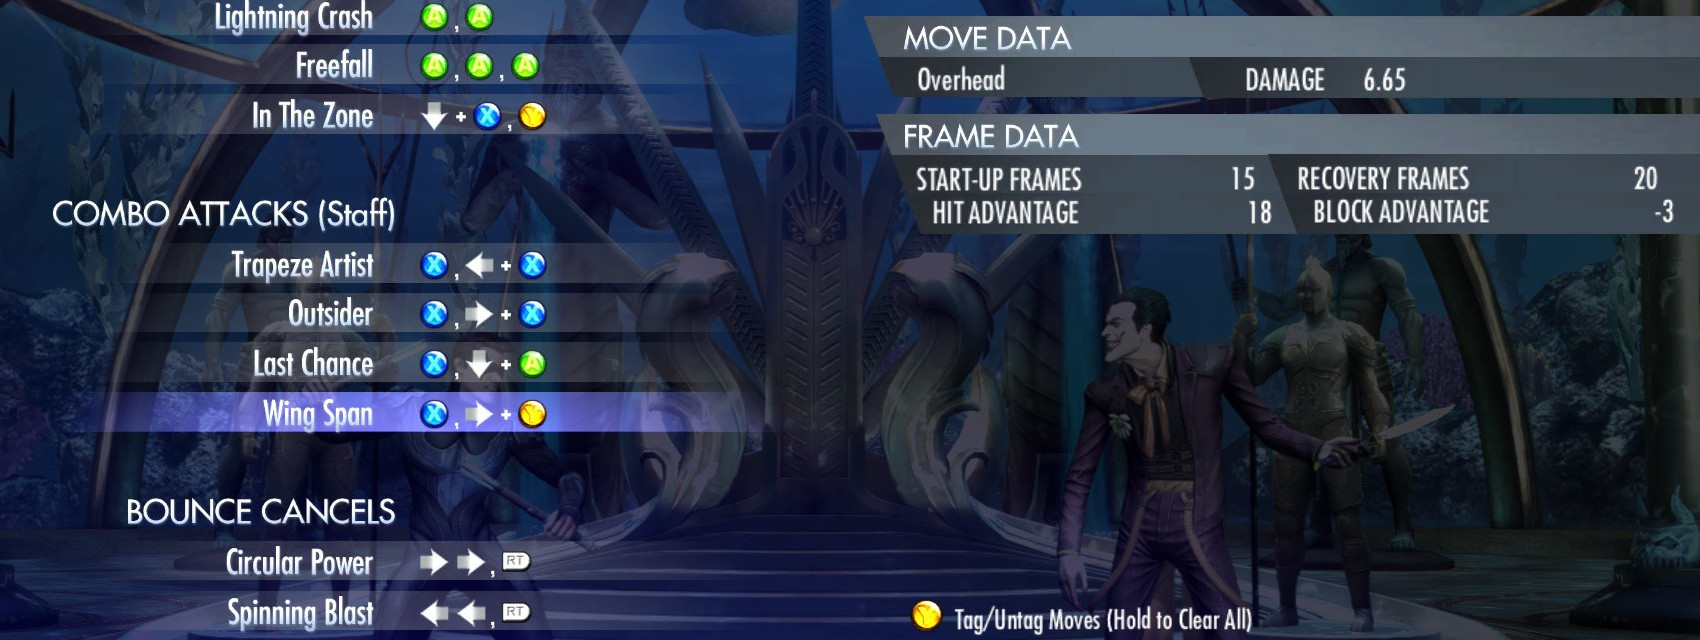 Lightning Crash A , A
Freefall A , A , A
In The Zone + X , Y
COMBO ATTACKS (Staff)
Trapeze Artist X , + X
Outsider X , + X
Last Chance X , + A
Wing Span X , + Y
BOUNCE CANCELS
Circular Power , RT
Spinning Blast , RT
MOVE DATA
Overhead DAMAGE 6.65
FRAME DATA
START-UP FRAMES 15 RECOVERY FRAMES 20
HIT ADVANTAGE 18 BLOCK ADVANTAGE -3
Y Tag/Untag Moves (Hold to Clear All)